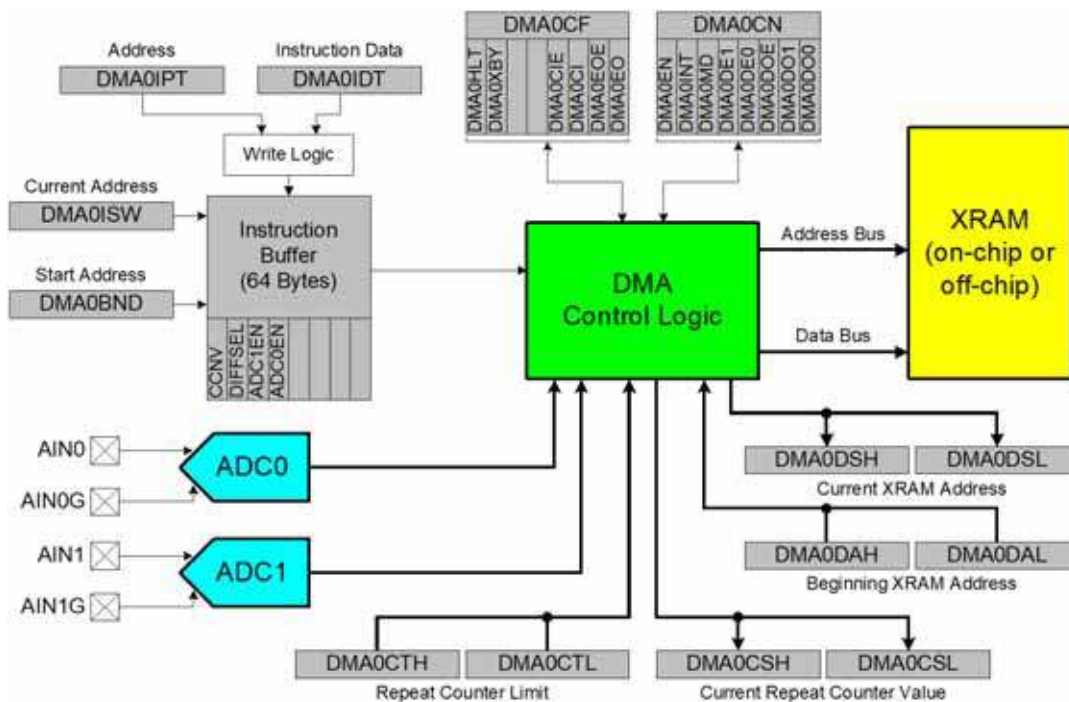 DMA0CF
DMA0HLT
DMA0XBY
DMA0CIE
DMA0CI
DMA0EOE
DMA0EO
DMA0CN
DMA0EN
DMA0INT
DMA0MD
DMA0DE1
DMA0DE0
DMA0DOE
DMA0DO1
DMA0DO0
Address
Instruction Data
DMA0IPT
DMA0IDT
Write Logic
Current Address
DMA0ISW
Start Address
DMA0BND
Instruction
Buffer
(64 Bytes)
CCNV
DIFFSEL
ADC1EN
ADC0EN
DMA
Control Logic
Address Bus
Data Bus
XRAM
(on-chip or
off-chip)
AIN0
AIN0G
ADC0
AIN1
AIN1G
ADC1
DMA0DSH
DMA0DSL
Current XRAM Address
DMA0DAH
DMA0DAL
Beginning XRAM Address
DMA0CTH
DMA0CTL
Repeat Counter Limit
DMA0CSH
DMA0CSL
Current Repeat Counter Value